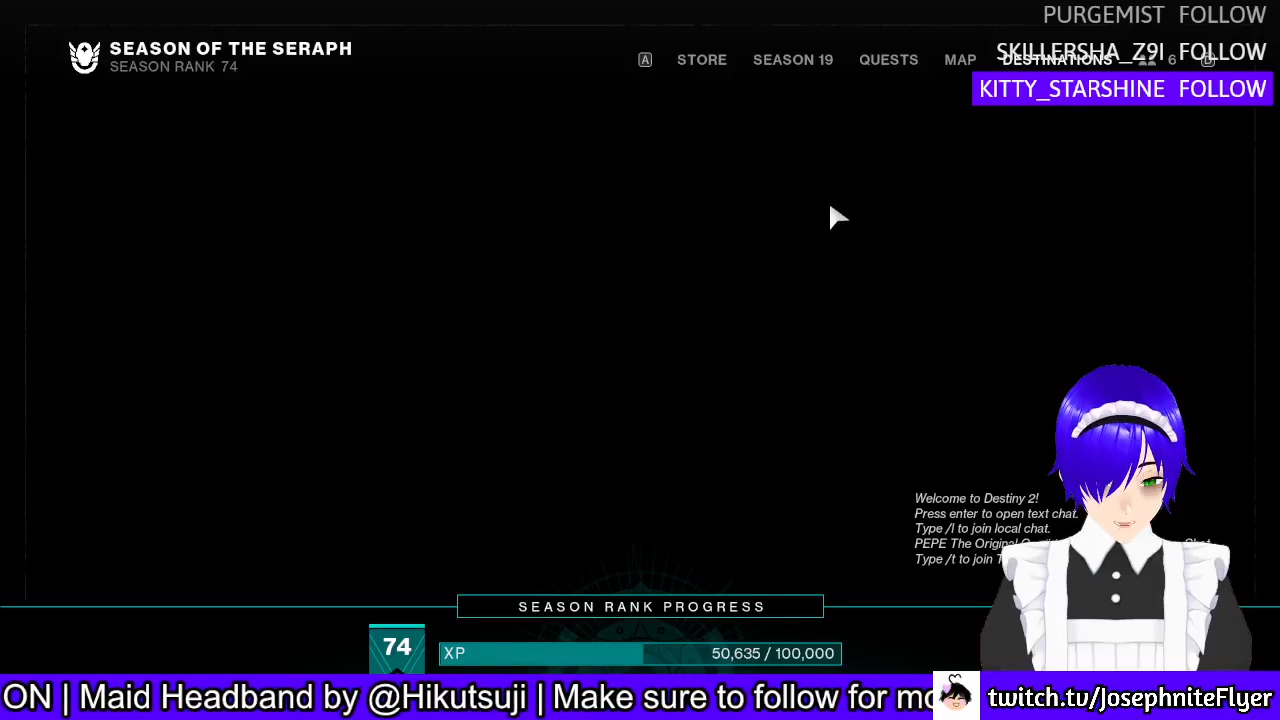 PURGEMIST FOLLOW
SKILLERSHA_Z9I FOLLOW
KITTY_STARSHINE FOLLOW
SEASON OF THE SERAPH
SEASON RANK 74
A STORE SEASON 19 QUESTS MAP DESTINATIONS 6 D
Welcome to Destiny 2!
Press enter to open text chat.
Type /l to join local chat.
PEPE The Original
Type /t to join
SEASON RANK PROGRESS
74
XP 50,635 / 100,000
ON | Maid Headband by @Hikutsuji | Make sure to follow for mo
twitch.tv/JosephniteFlyer